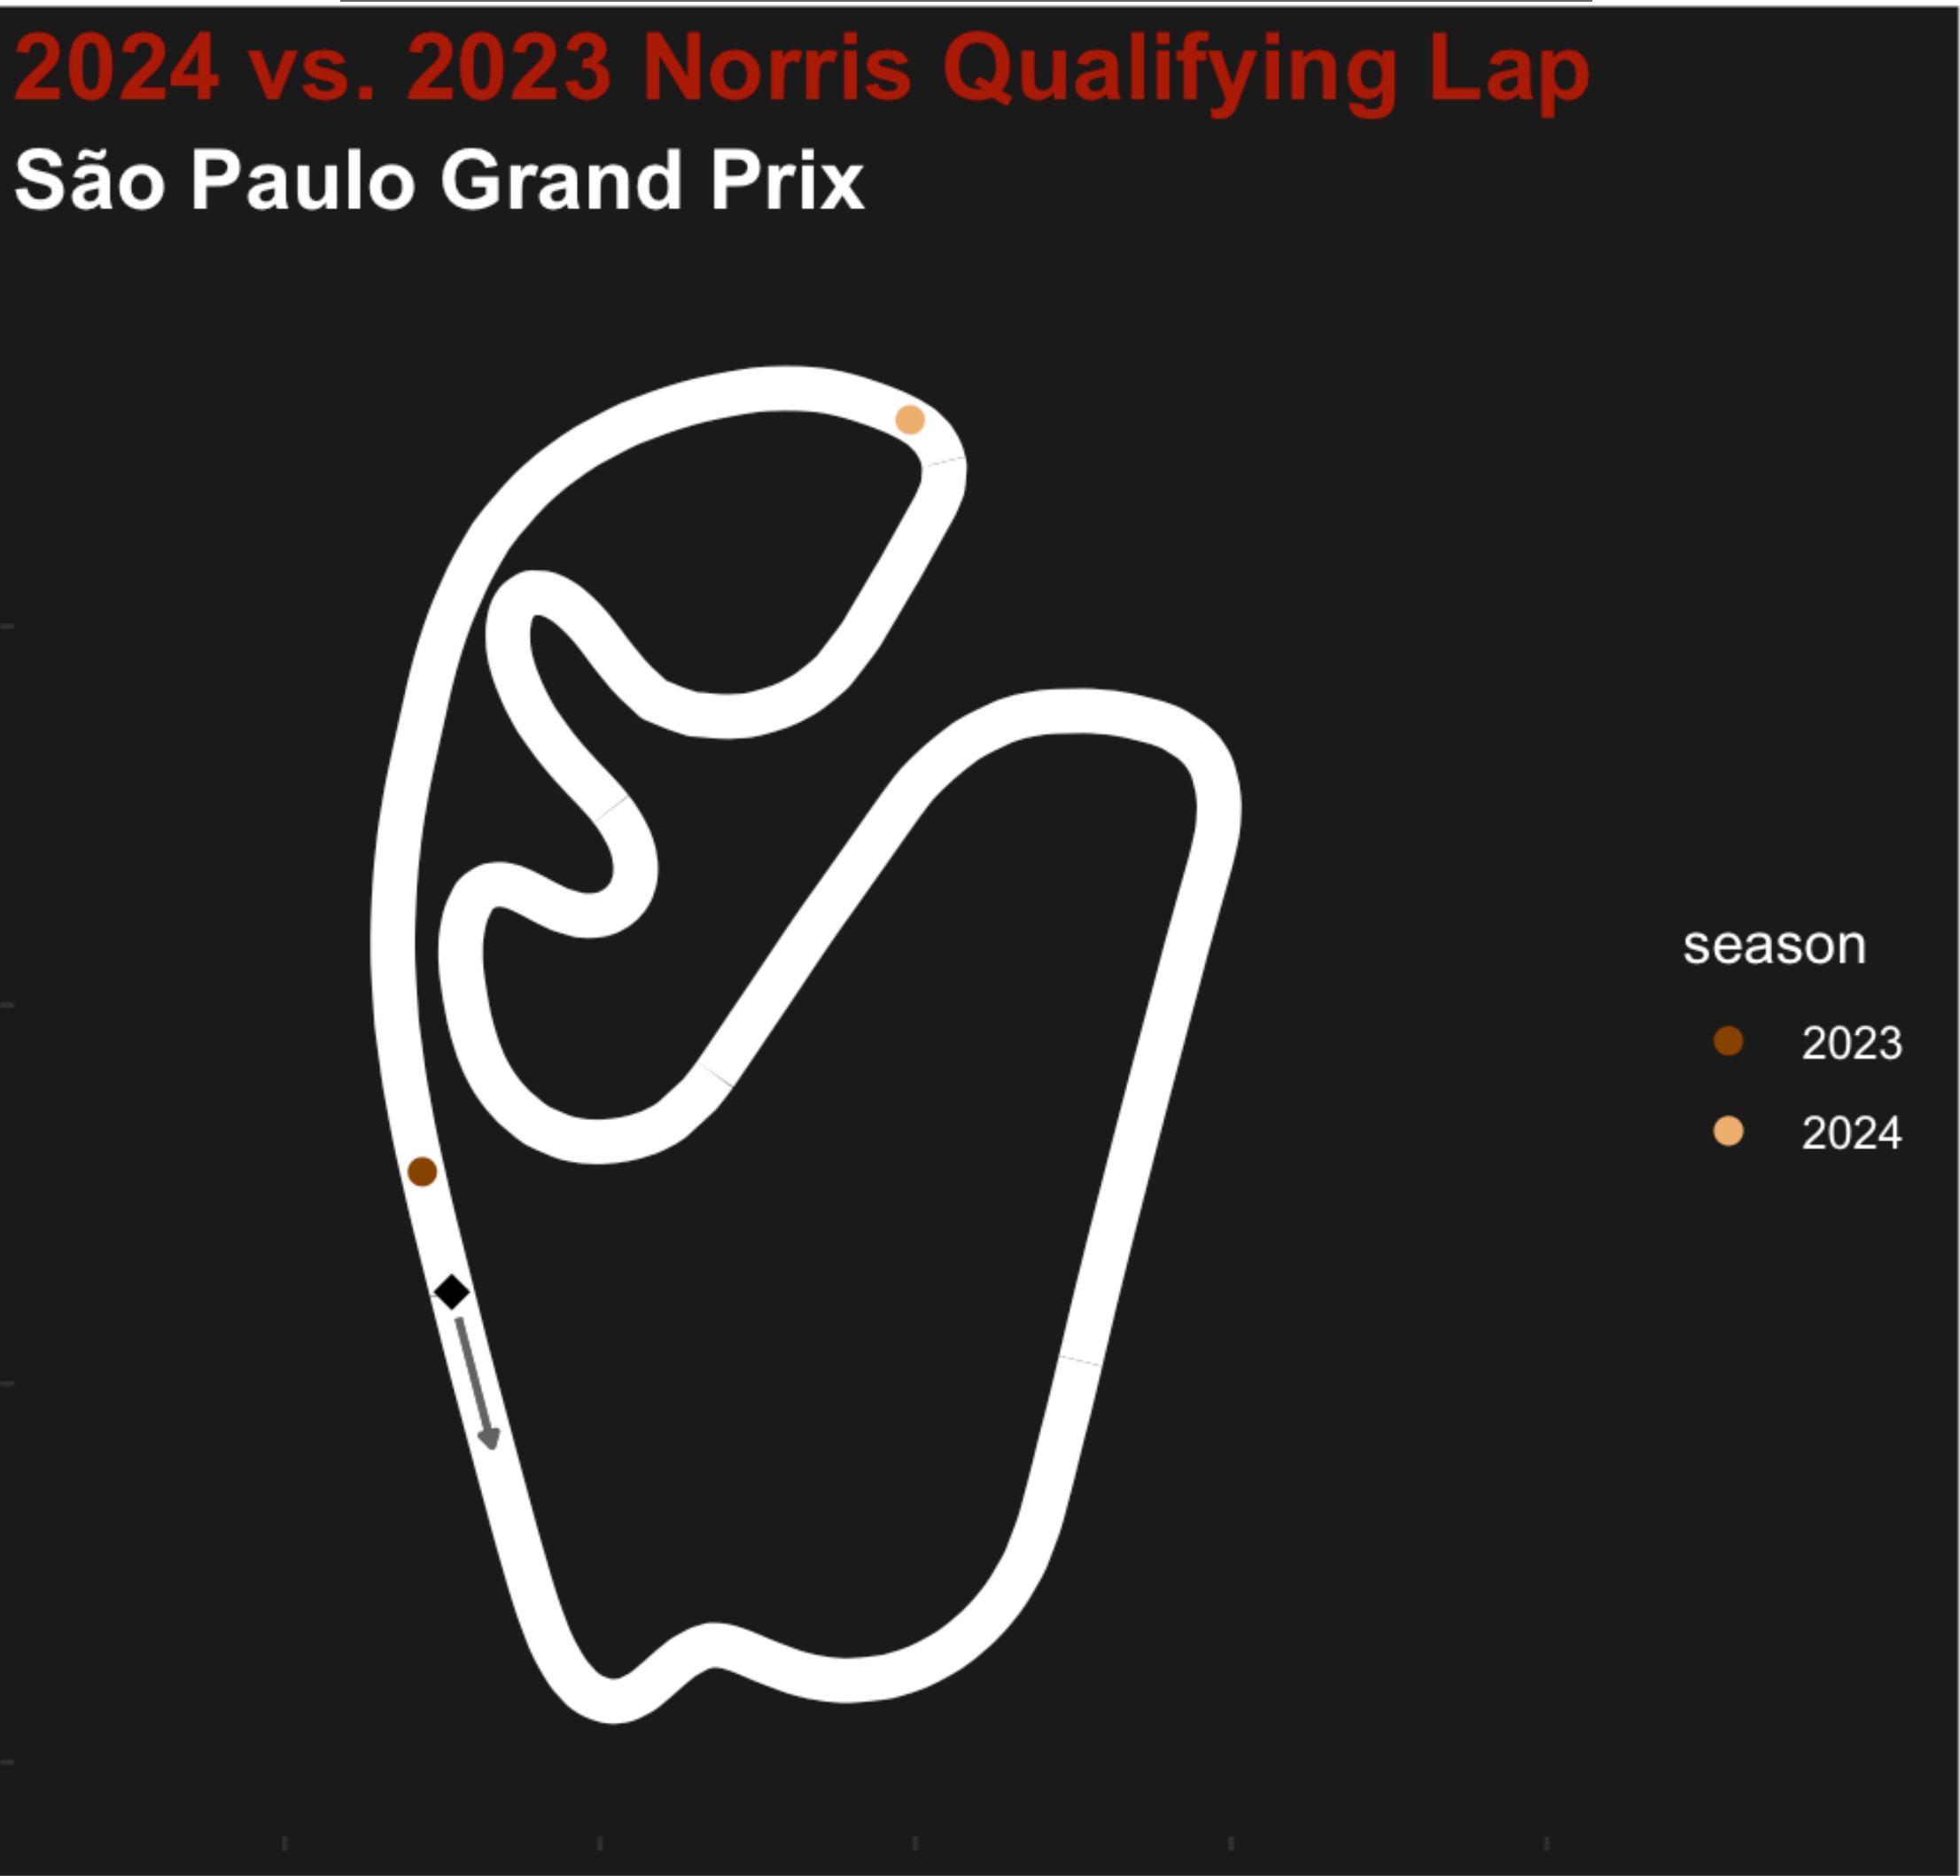 2024 vs. 2023 Norris Qualifying Lap
São Paulo Grand Prix
season
2023
2024